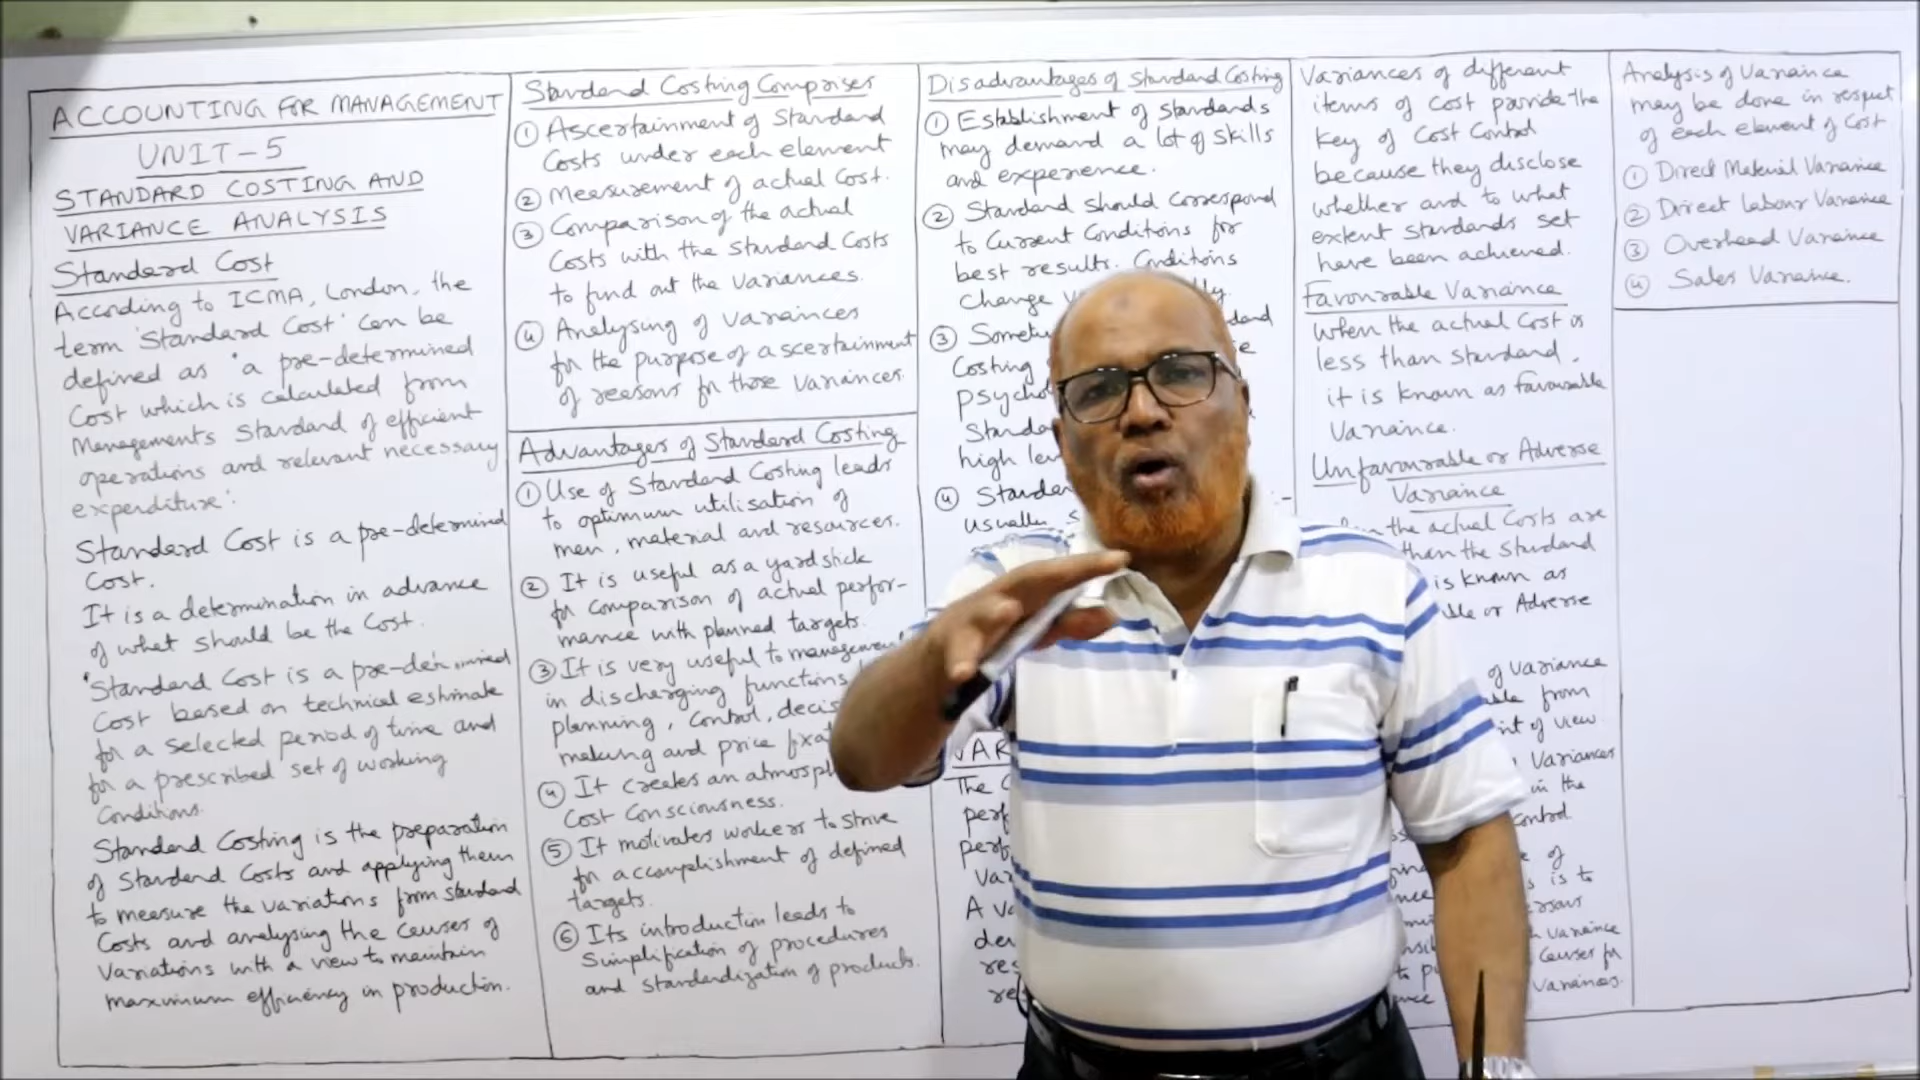 ACCOUNTING FOR MANAGEMENT
UNIT-5
STANDARD COSTING AND
VARIANCE ANALYSIS
Standard Cost
According to ICMA, London, the
term 'Standard Cost' can be
defined as "a pre-determined
Cost which is calculated from
Managements Standard of efficient
operations and relevant necessary
expenditure".
Standard Cost is a pre-determined
Cost.
It is a determination in advance
of what should be the Cost.
"Standard Cost is a pre-determined
Cost based on technical estimate
for a selected period of time and
for a prescribed set of working
Conditions.
Standard Costing is the preparation
of Standard Costs and applying them
to measure the variations from standard
Costs and analysing the Causes of
Variations with a view to maintain
maximum efficiency in production.
Standard Costing Comprises
① Ascertainment of Standard
Costs under each element
② Measurement of actual Cost.
③ Comparison of the actual
Costs with the Standard Costs
to find out the Variances.
④ Analysing of Variances
for the purpose of ascertainment
of reasons for those Variances.
Advantages of Standard Costing
① Use of Standard Costing leads
to optimum utilisation of
men, material and resources.
② It is useful as a yard stick
for Comparison of actual perfor-
mance with planned targets.
③ It is very useful to management
in discharging functions
planning, Control,
making and price
④ It creates an
Cost Consciousness.
⑤ It motivates workers to strive
for accomplishment of defined
targets.
⑥ Its introduction leads to
Simplification of procedures
and standardization of products.
Disadvantages of Standard Costing
① Establishment of Standards
may demand a lot of skills
and experience.
② Standard should correspond
to Current Conditions for
best results. Conditions
Change
③
Costing
high
④
usually
The
A
Variances of different
items of Cost provide the
key of Cost Control
because they disclose
whether and to what
extent standards set
have been achieved.
Favourable Variance
When the actual Cost is
less than standard,
it is known as favourable
Variance.
Unfavourable or Adverse
Variance
the actual Costs are
than the Standard
is known as
or Adverse
of Variance
from
of view
Variances
in the
Control
of
is to
Variance
Causes for
Variances.
Analysis of Variance
may be done in respect
of each element of Cost
① Direct Material Variance
② Direct Labour Variance
③ Overhead Variance
④ Sales Variance.